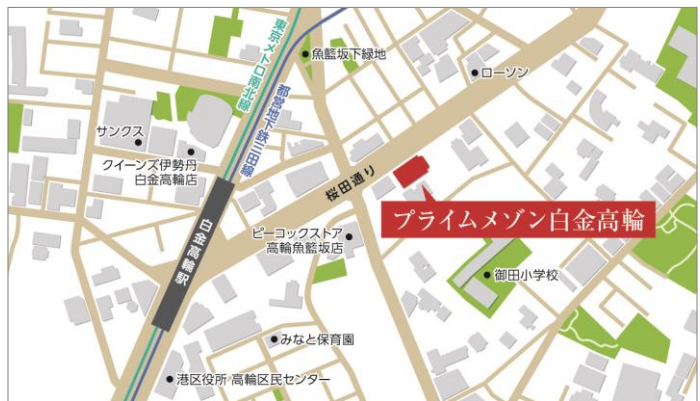 東京メトロ南北線
都営地下鉄三田線
魚籃坂下緑地
ローソン
サンクス
クイーンズ伊勢丹
白金高輪店
桜田通り
プライムメゾン白金高輪
白金高輪駅
ピーコックストア
高輪魚籃坂店
御田小学校
みなと保育園
港区役所 高輪区民センター